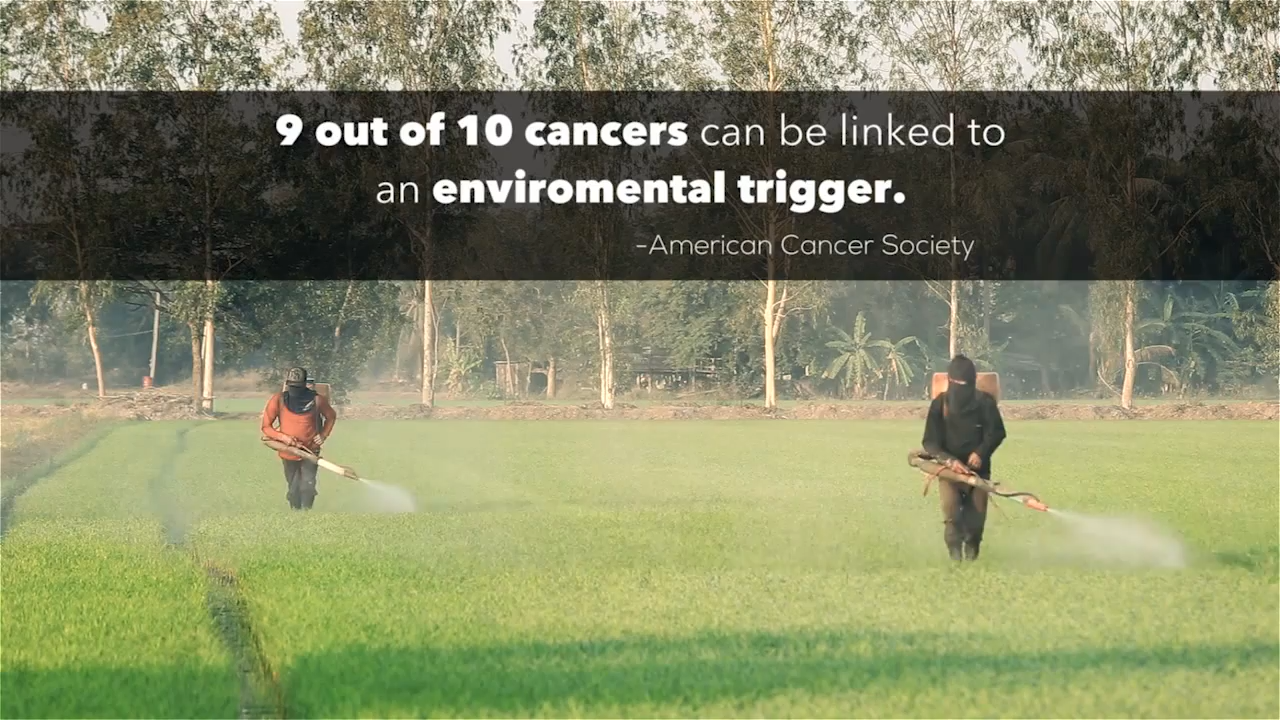 9 out of 10 cancers can be linked to
an enviromental trigger.
–American Cancer Society